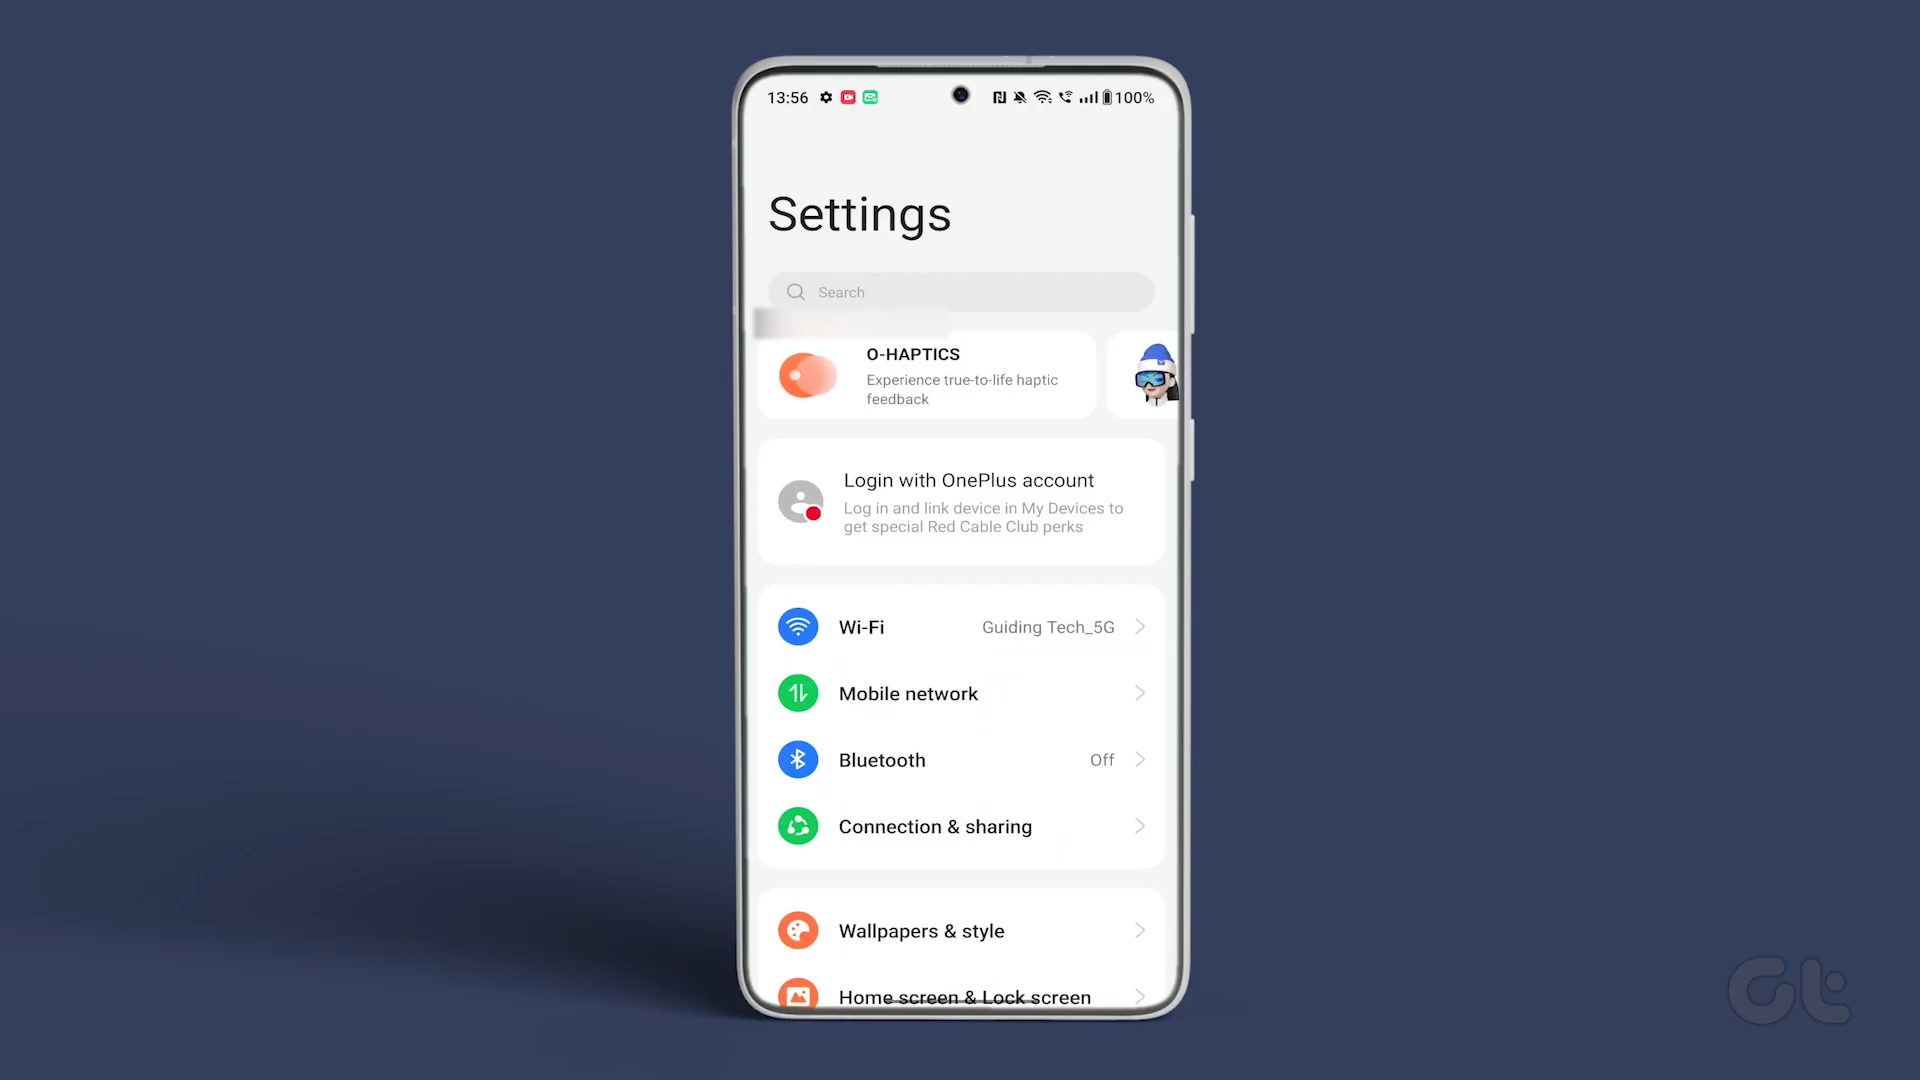 13:56 100%
Settings
Search
O-HAPTICS
Experience true-to-life haptic
feedback
Login with OnePlus account
Log in and link device in My Devices to
get special Red Cable Club perks
Wi-Fi Guiding Tech_5G
Mobile network
Bluetooth Off
Connection & sharing
Wallpapers & style
Home screen & Lock screen
Gt